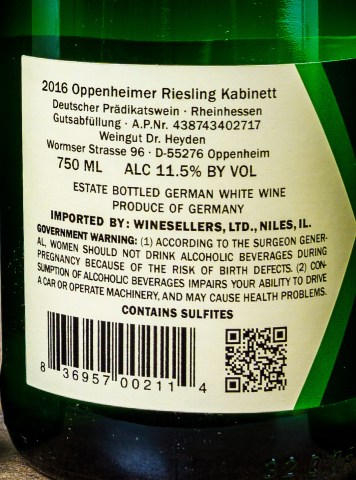 2016 Oppenheimer Riesling Kabinett
Deutscher Prädikatswein · Rheinhessen
Gutsabfüllung · A.P.Nr. 438743402717
Weingut Dr. Heyden
Wormser Strasse 96 · D-55276 Oppenheim
750 ML ALC 11.5% BY VOL
ESTATE BOTTLED GERMAN WHITE WINE
PRODUCE OF GERMANY
IMPORTED BY: WINESELLERS, LTD., NILES, IL.
GOVERNMENT WARNING: (1) ACCORDING TO THE SURGEON GENER-
AL, WOMEN SHOULD NOT DRINK ALCOHOLIC BEVERAGES DURING
PREGNANCY BECAUSE OF THE RISK OF BIRTH DEFECTS. (2) CON-
SUMPTION OF ALCOHOLIC BEVERAGES IMPAIRS YOUR ABILITY TO DRIVE
A CAR OR OPERATE MACHINERY, AND MAY CAUSE HEALTH PROBLEMS.
CONTAINS SULFITES
8 36957 00211 4